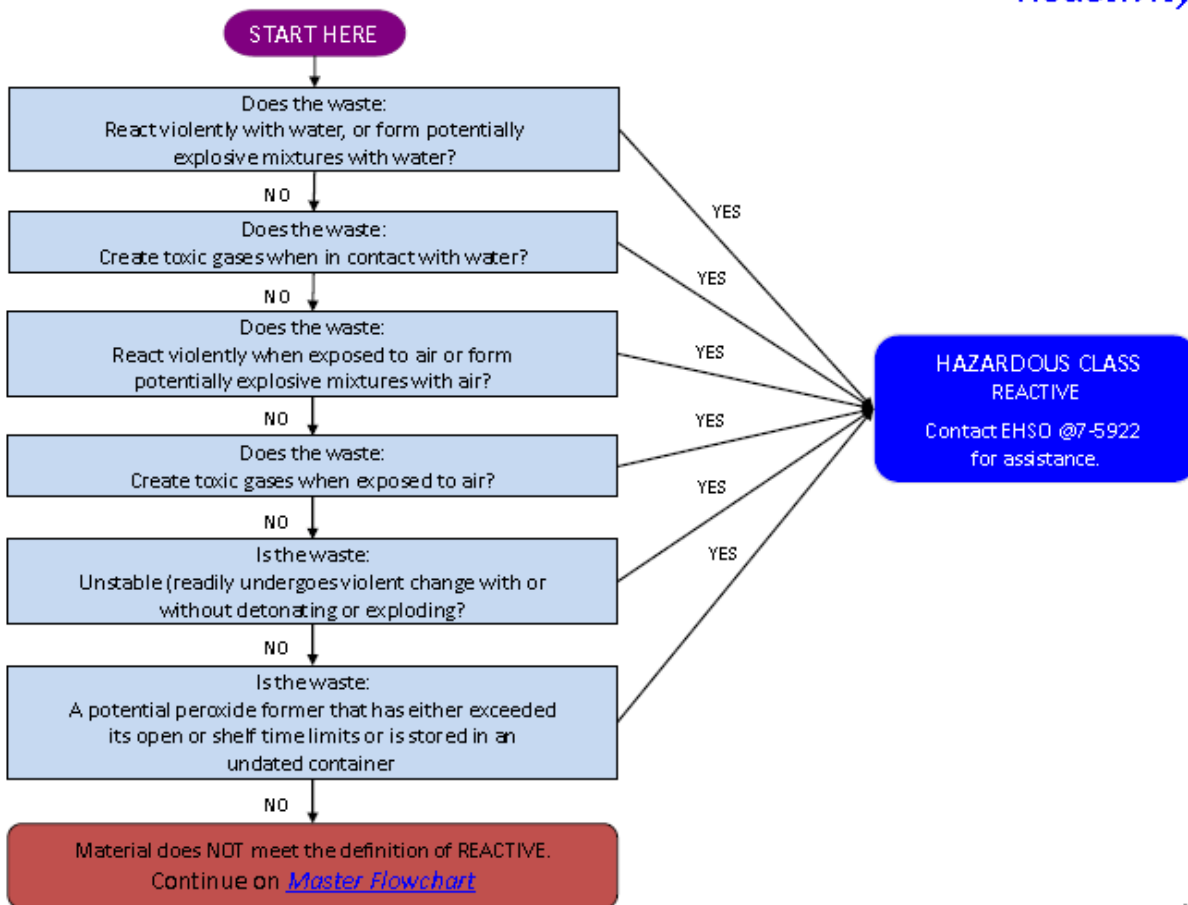 START HERE
Does the waste:
React violently with water, or form potentially
explosive mixtures with water?
NO
YES
Does the waste:
Create toxic gases when in contact with water?
YES
NO
Does the waste:
React violently when exposed to air or form
potentially explosive mixtures with air?
YES
HAZARDOUS CLASS
REACTIVE
Contact EHSO @7-5922
for assistance.
NO
YES
Does the waste:
Create toxic gases when exposed to air?
YES
NO
Is the waste:
Unstable (readily undergoes violent change with or
without detonating or exploding?
YES
NO
Is the waste:
A potential peroxide former that has either exceeded
its open or shelf time limits or is stored in an
undated container
NO
Material does NOT meet the definition of REACTIVE.
Continue on Master Flowchart